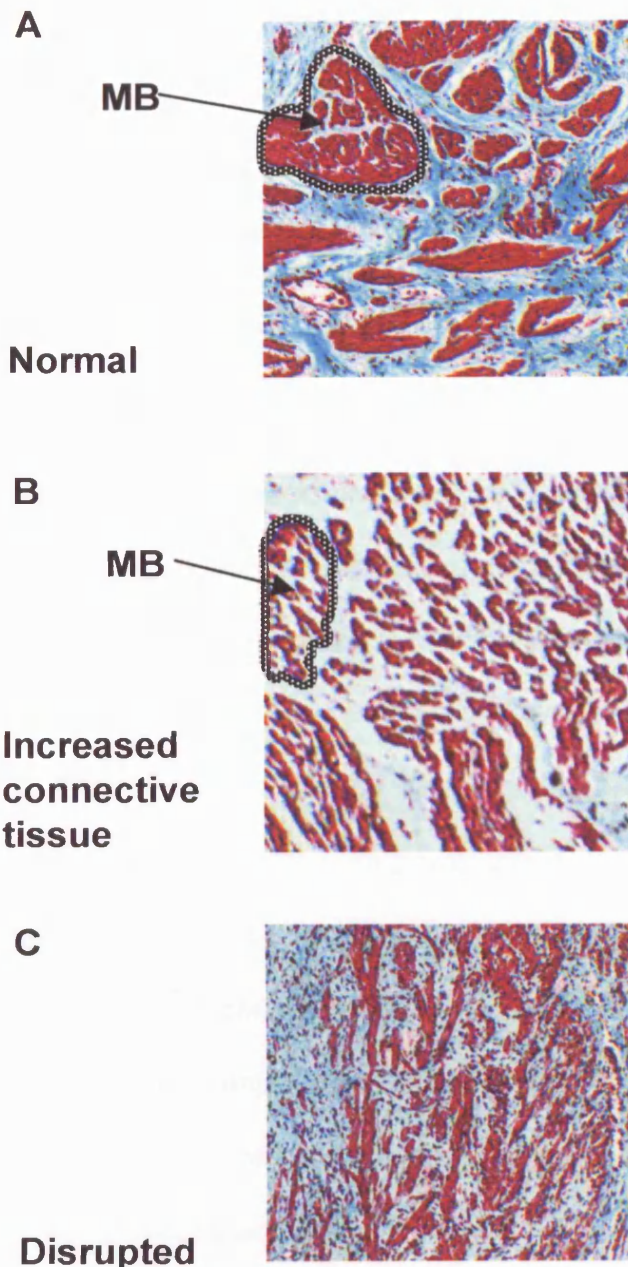 A
MB
Normal
B
MB
Increased
connective
tissue
C
Disrupted